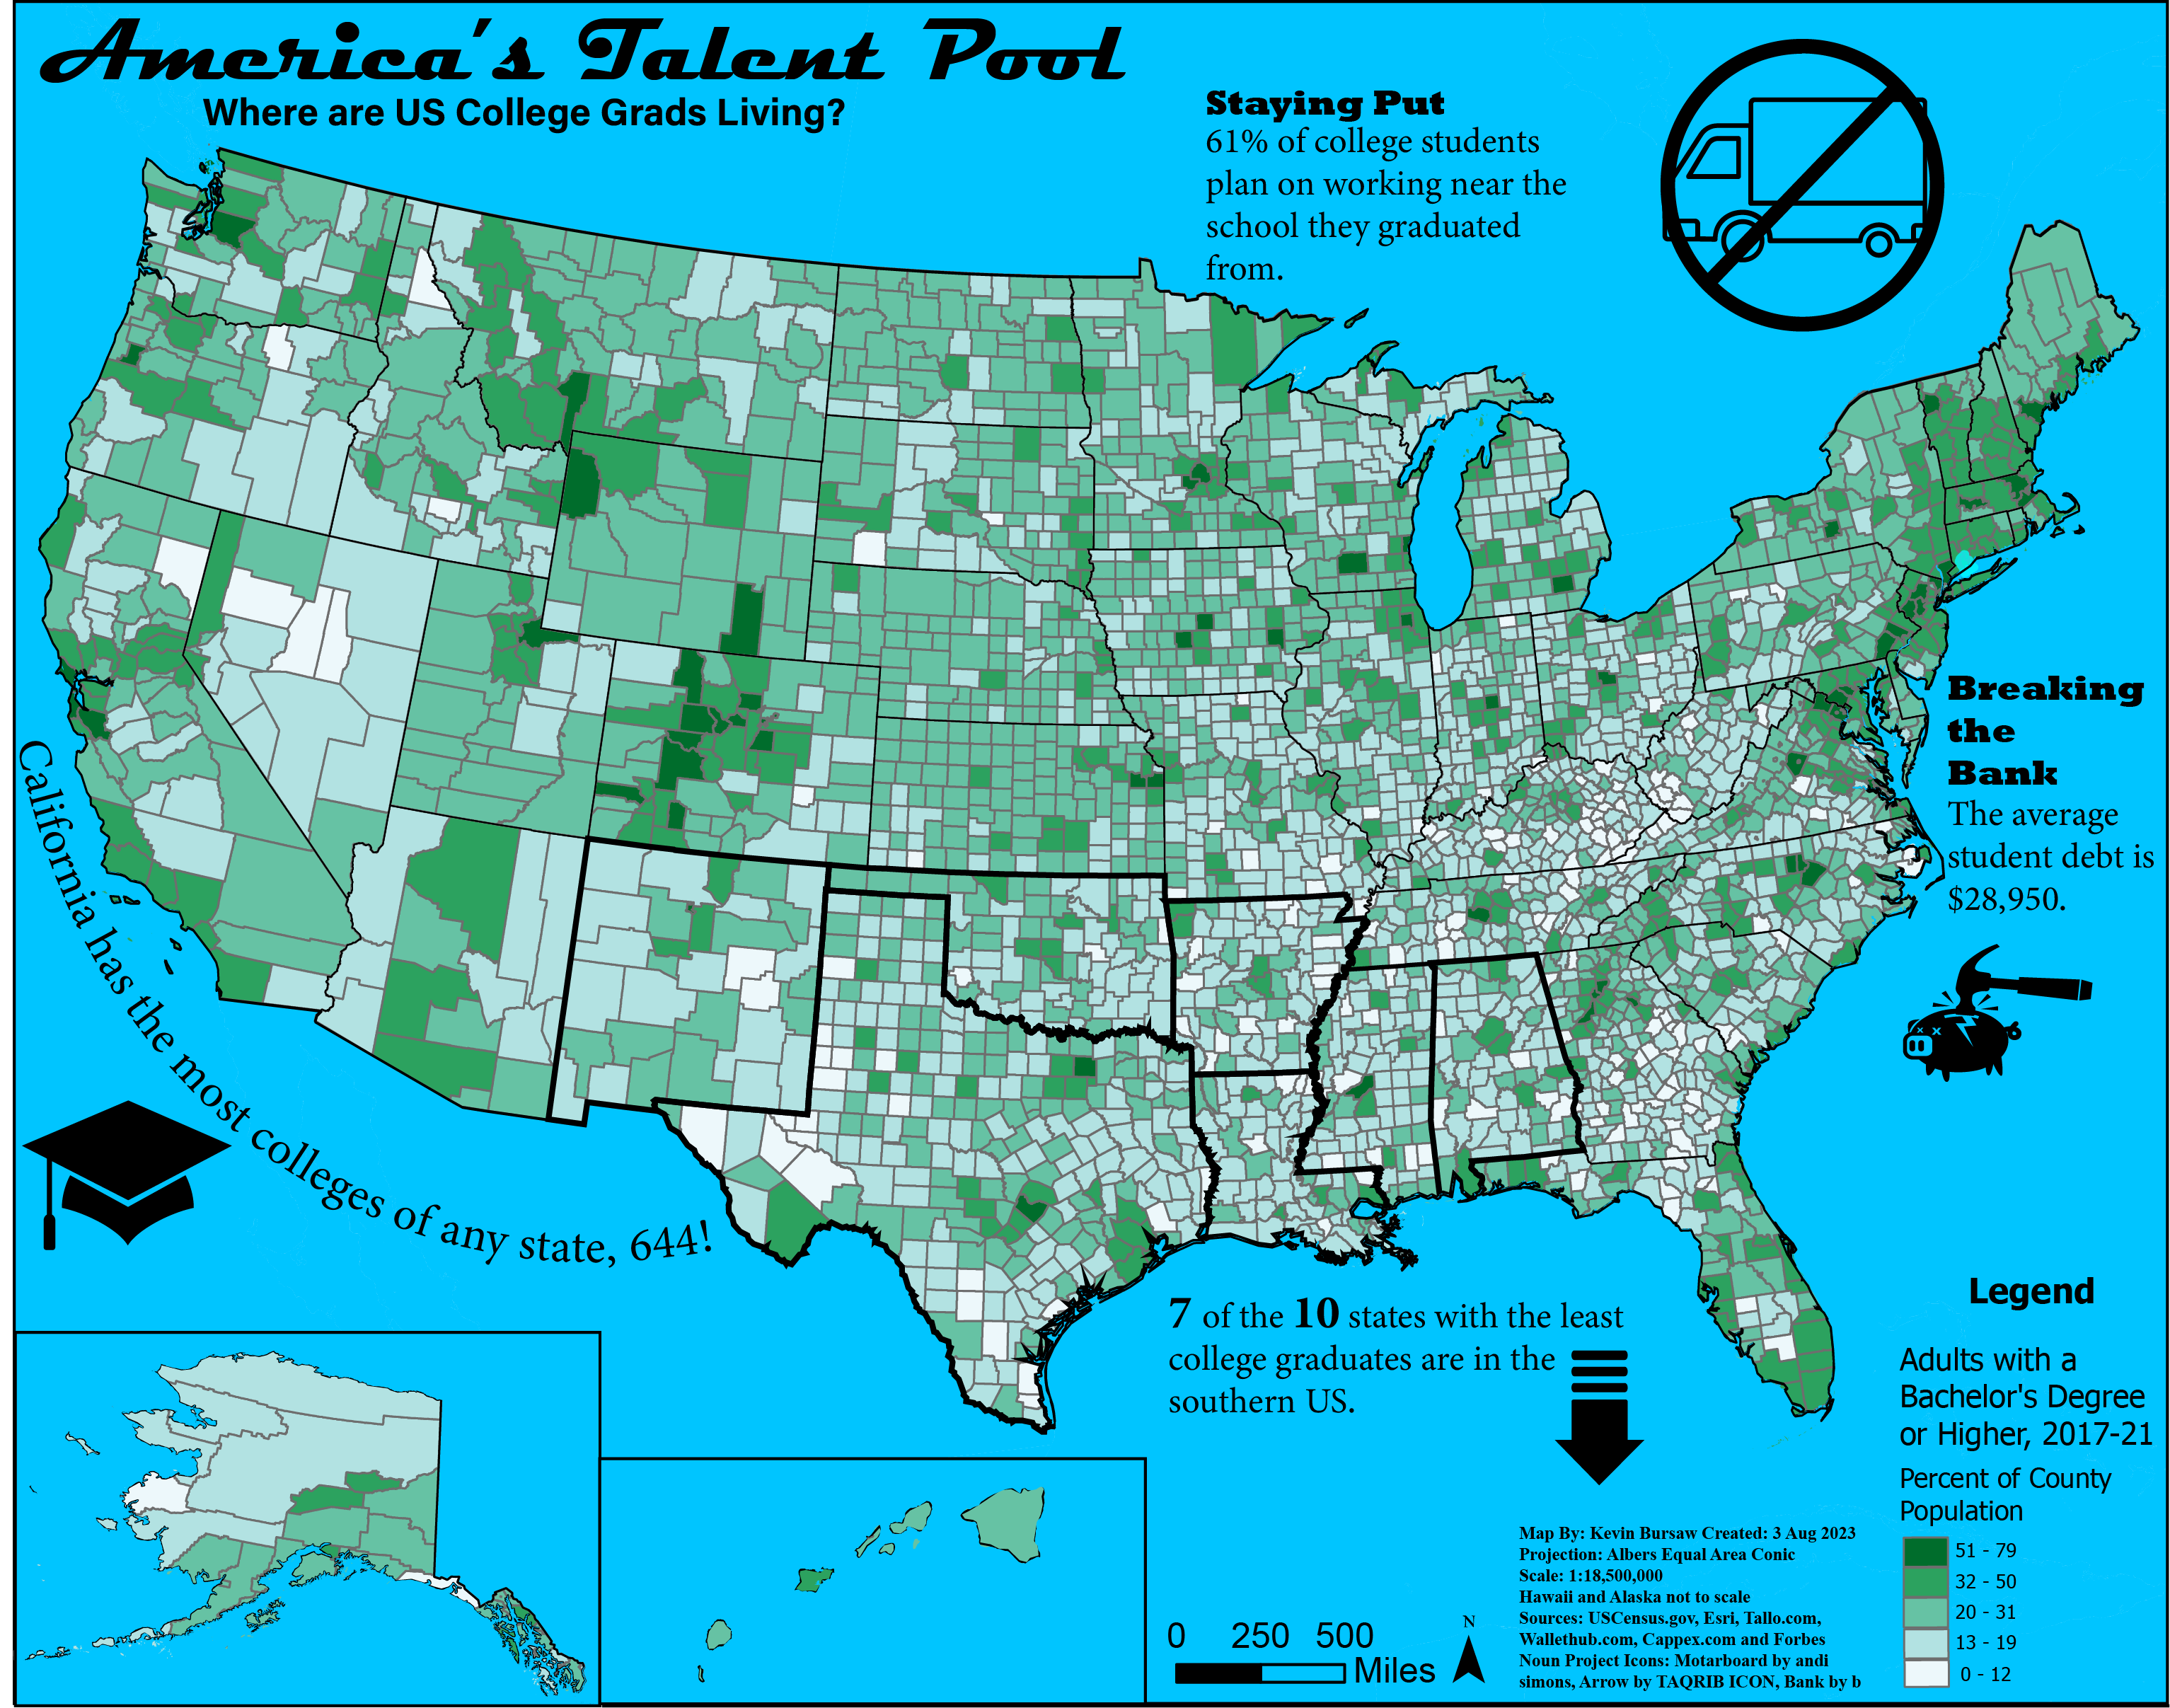 America's Talent Pool
Where are US College Grads Living?
Staying Put
61% of college students
plan on working near the
school they graduated
from.
Breaking
the
Bank
The average
student debt is
$28,950.
California has the most colleges of any state, 644!
7 of the 10 states with the least
college graduates are in the
southern US.
Legend
Adults with a
Bachelor's Degree
or Higher, 2017-21
Percent of County
Population
51 - 79
32 - 50
20 - 31
13 - 19
0 - 12
Map By: Kevin Bursaw Created: 3 Aug 2023
Projection: Albers Equal Area Conic
Scale: 1:18,500,000
Hawaii and Alaska not to scale
Sources: USCensus.gov, Esri, Tallo.com,
Wallethub.com, Cappex.com and Forbes
Noun Project Icons: Motarboard by andi
simons, Arrow by TAQRIB ICON, Bank by b
0 250 500
Miles
N